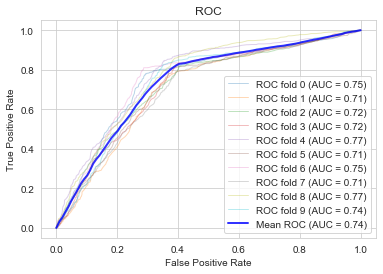 ROC
True Positive Rate
1.0
0.8
0.6
0.4
0.2
0.0
ROC fold 0 (AUC = 0.75)
ROC fold 1 (AUC = 0.71)
ROC fold 2 (AUC = 0.72)
ROC fold 3 (AUC = 0.72)
ROC fold 4 (AUC = 0.77)
ROC fold 5 (AUC = 0.71)
ROC fold 6 (AUC = 0.75)
ROC fold 7 (AUC = 0.71)
ROC fold 8 (AUC = 0.77)
ROC fold 9 (AUC = 0.74)
Mean ROC (AUC = 0.74)
0.0 0.2 0.4 0.6 0.8 1.0
False Positive Rate